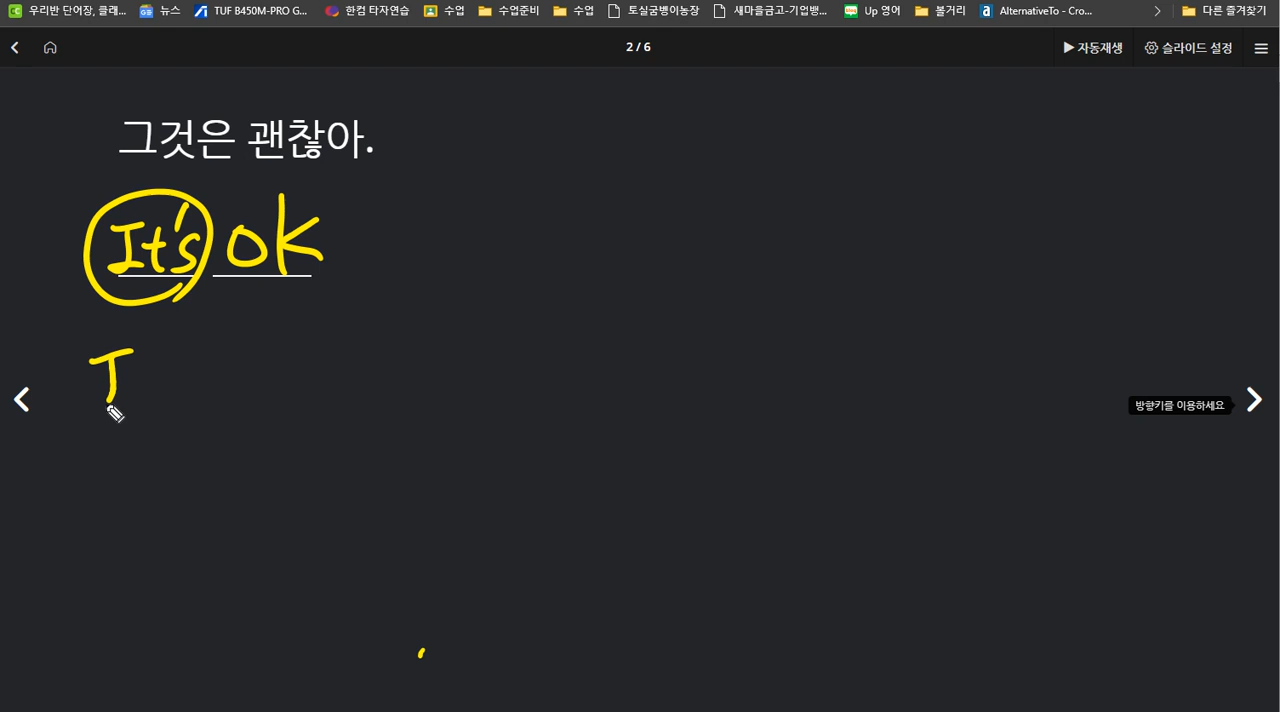 우리반 단어장, 클래... 뉴스 TUF B450M-PRO G... 한컴 타자연습 수업 수업준비 수업 토실굼벵이농장 새마을금고-기업뱅... Up 영어 볼거리 AlternativeTo - Cro... 다른 즐겨찾기
2 / 6 자동재생 슬라이드 설정
그것은 괜찮아.
It's ok
I
방향키를 이용하세요